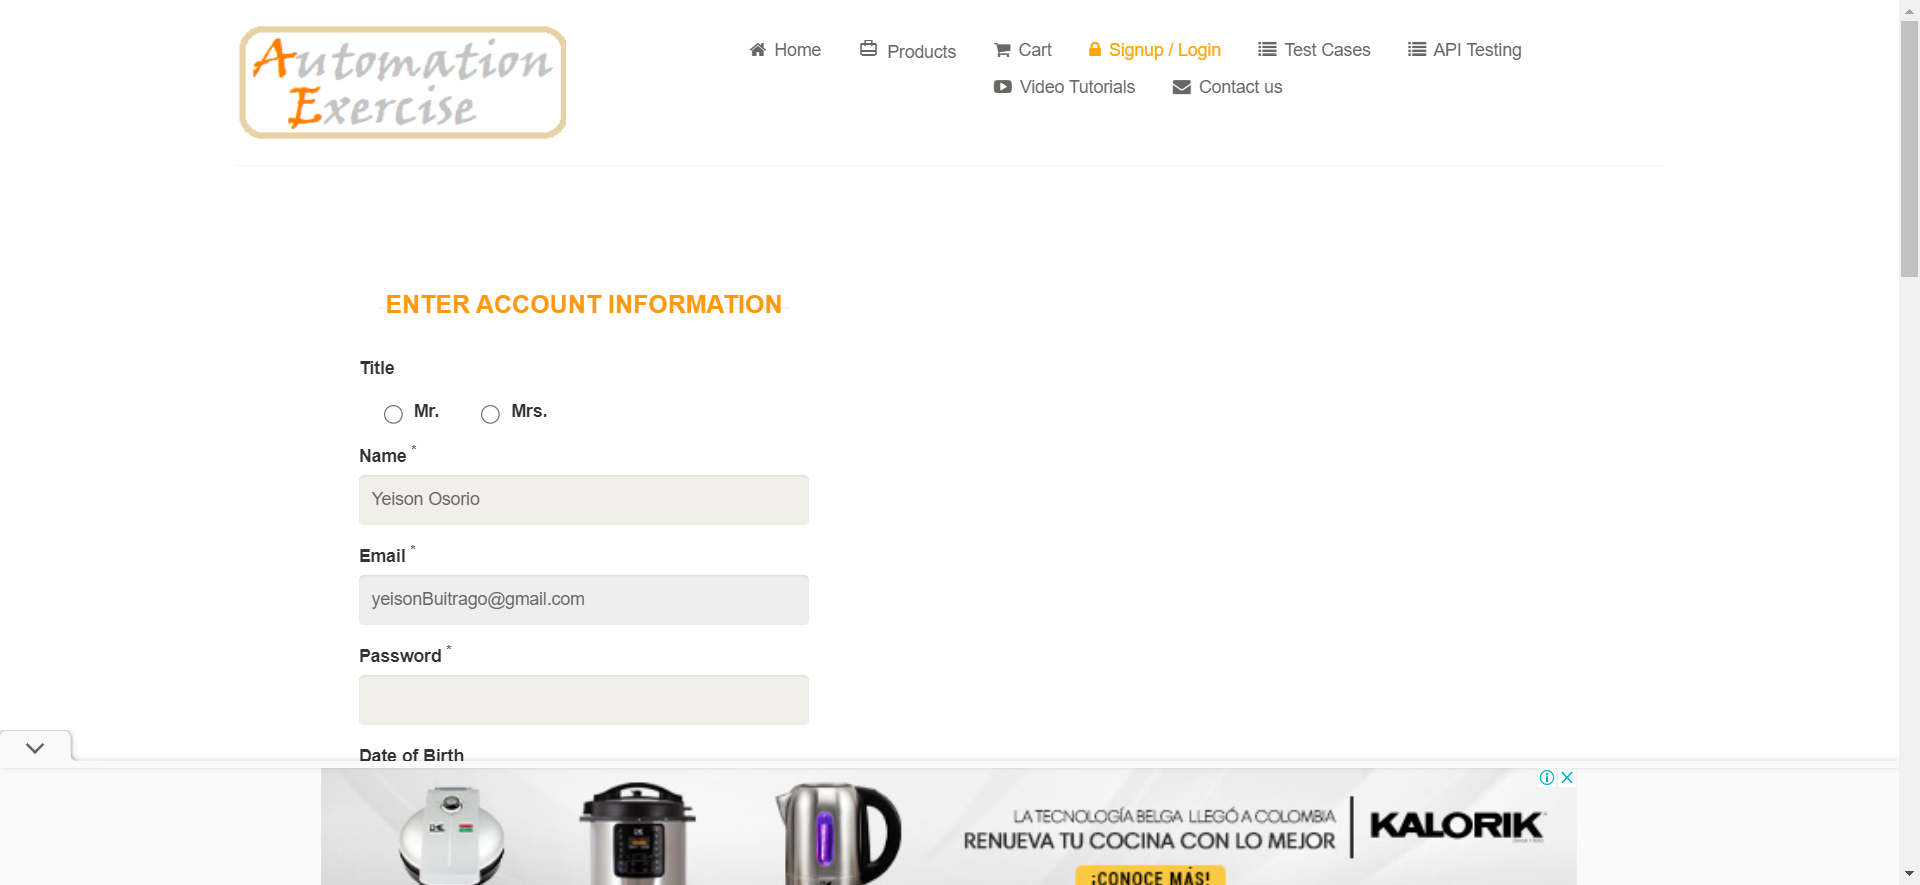 Automation
Exercise
Home
Products
Cart
Signup / Login
Test Cases
API Testing
Video Tutorials
Contact us
ENTER ACCOUNT INFORMATION
Title
Mr.
Mrs.
Name *
Yeison Osorio
Email *
yeisonBuitrago@gmail.com
Password *
Date of Birth
LA TECNOLOGÍA BELGA LLEGÓ A COLOMBIA
RENUEVA TU COCINA CON LO MEJOR
KALORIK
¡CONOCE MÁS!